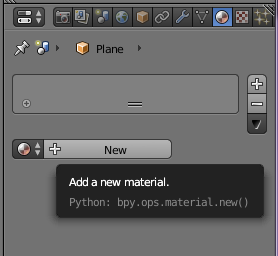 Plane
New
Add a new material.
Python: bpy.ops.material.new()